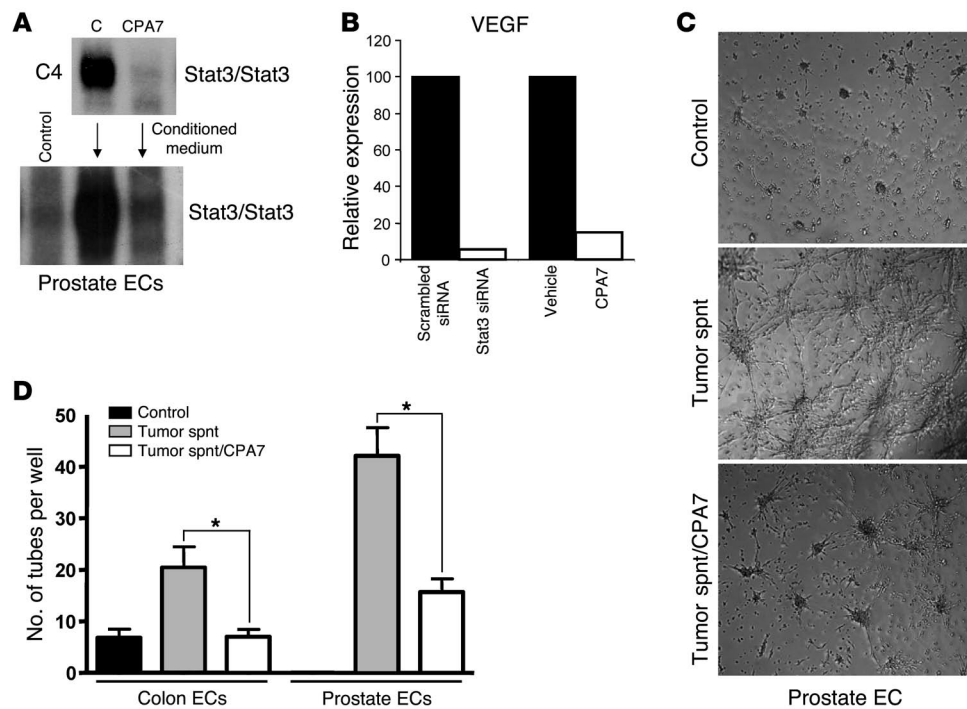 A
C CPA7
C4
Stat3/Stat3
Control
Conditioned
medium
Stat3/Stat3
Prostate ECs
B
VEGF
Relative expression
120
100
80
60
40
20
0
Scrambled
siRNA
Stat3 siRNA
Vehicle
CPA7
C
Control
Tumor spnt
Tumor spnt/CPA7
Prostate EC
D
No. of tubes per well
50
40
30
20
10
0
Control
Tumor spnt
Tumor spnt/CPA7
*
*
Colon ECs
Prostate ECs